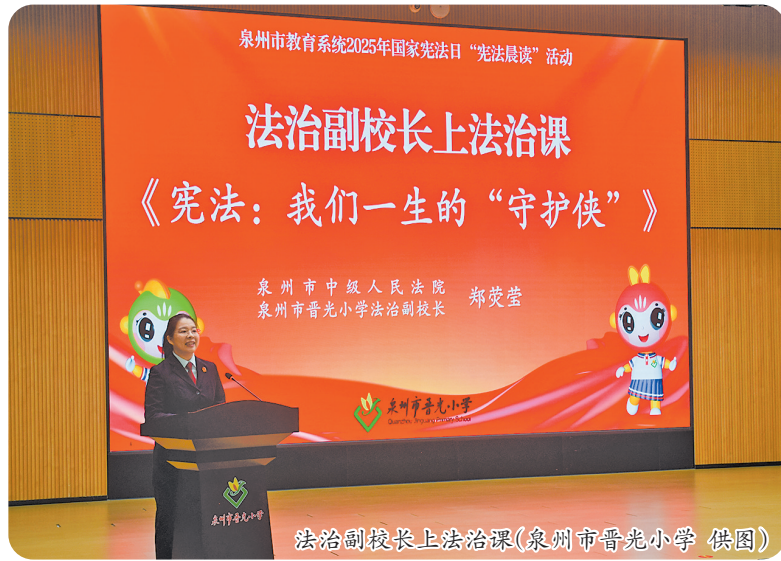 泉州市教育系统2025年国家宪法日“宪法晨读”活动
法治副校长上法治课
《宪法：我们一生的“守护侠”》
泉州市中级人民法院
泉州市晋光小学法治副校长 郑荧莹
泉州市晋光小学
Quanzhou Jinguang Primary School
泉州市晋光小学
法治副校长上法治课(泉州市晋光小学 供图)